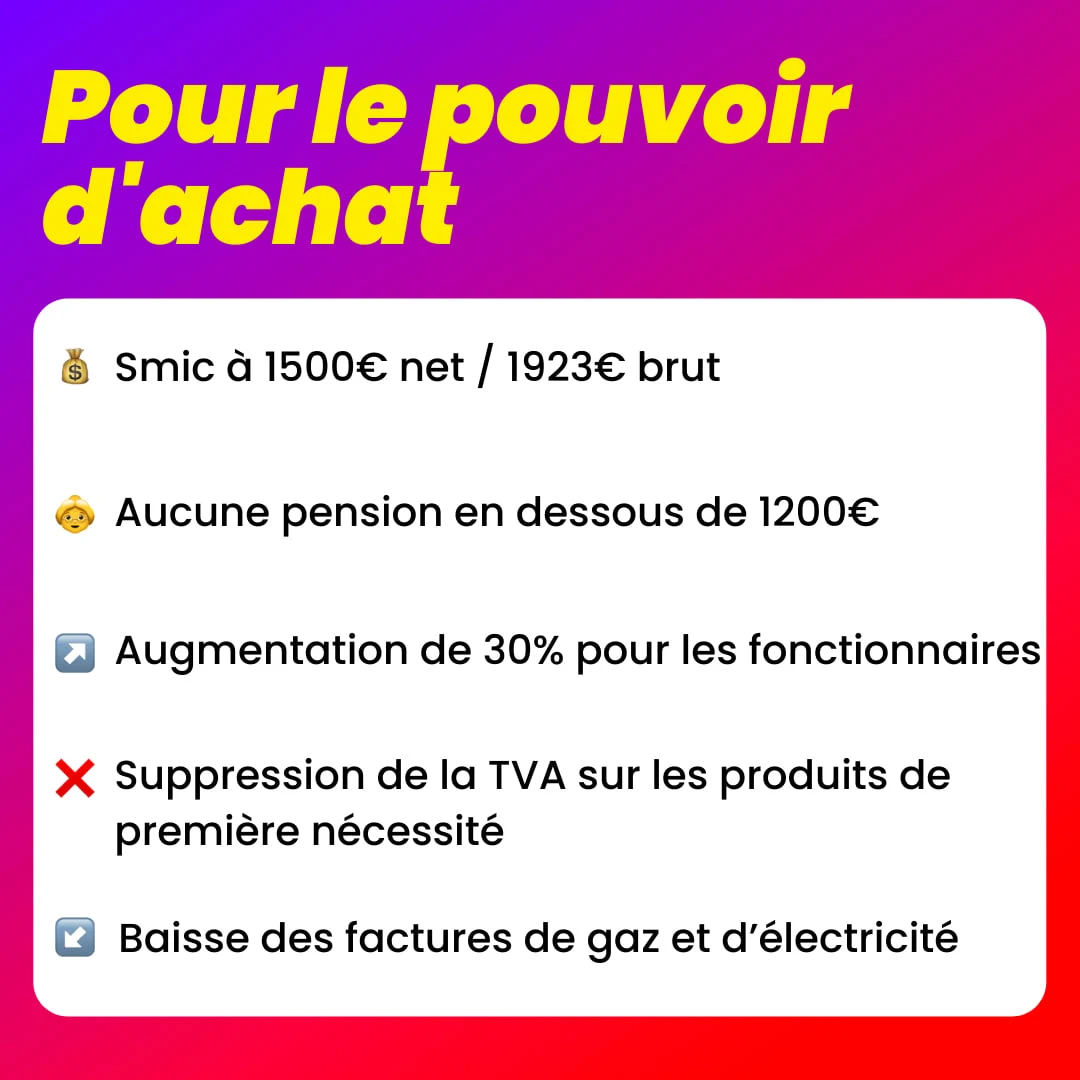 Pour le pouvoir
d'achat
Smic à 1500€ net / 1923€ brut
Aucune pension en dessous de 1200€
Augmentation de 30% pour les fonctionnaires
Suppression de la TVA sur les produits de
première nécessité
Baisse des factures de gaz et d’électricité